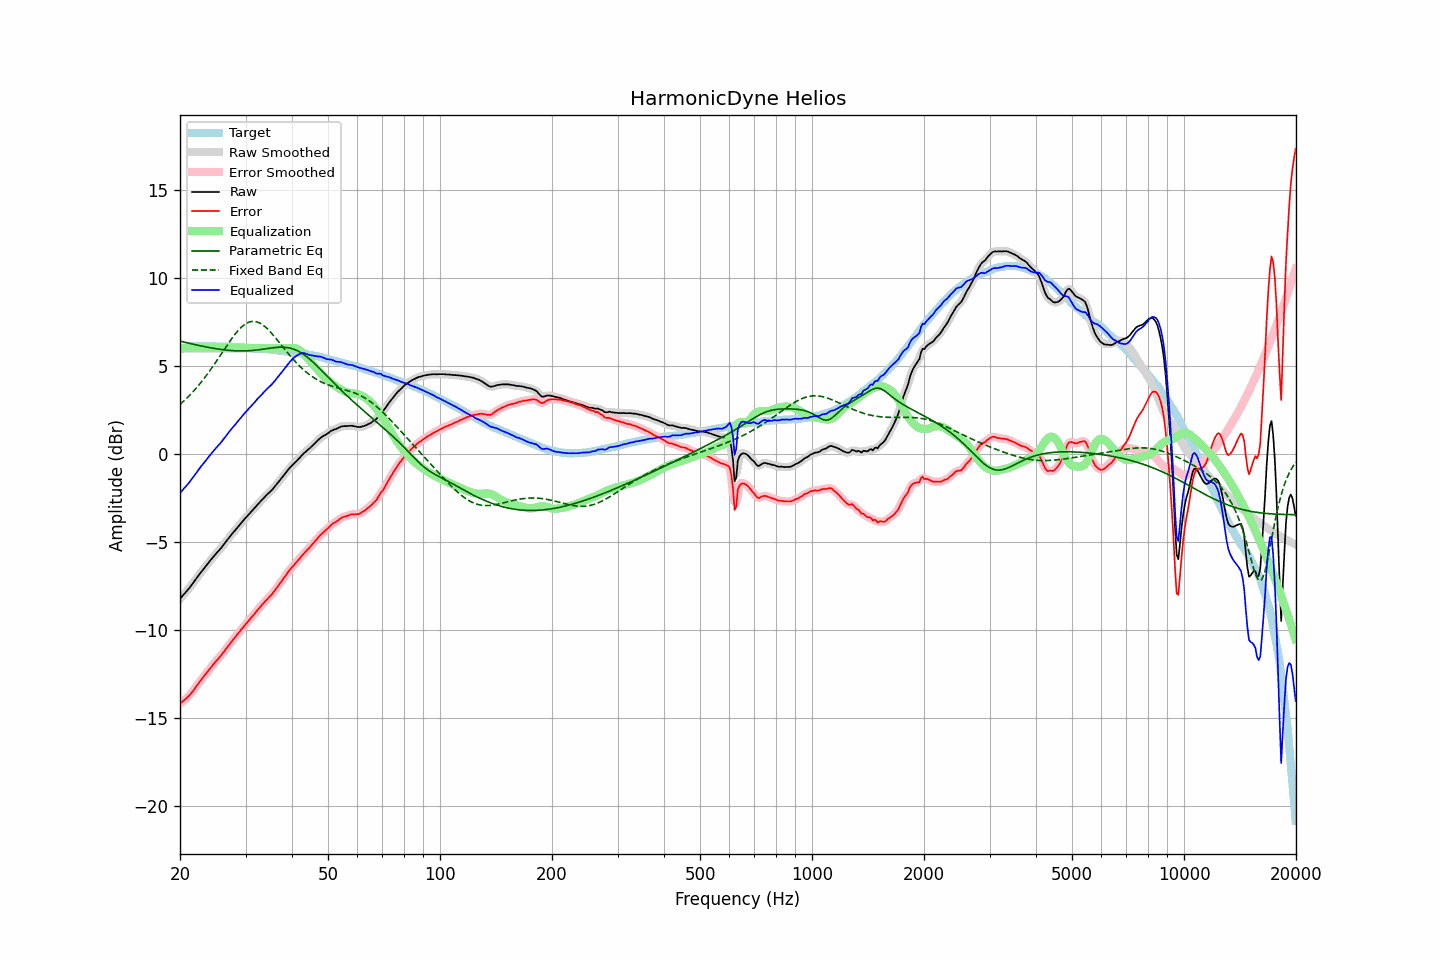 HarmonicDyne Helios
Target
Raw Smoothed
Error Smoothed
Raw
Error
Equalization
Parametric Eq
Fixed Band Eq
Equalized
15
10
5
0
−5
−10
−15
−20
Amplitude (dBr)
20 50 100 200 500 1000 2000 5000 10000 20000
Frequency (Hz)